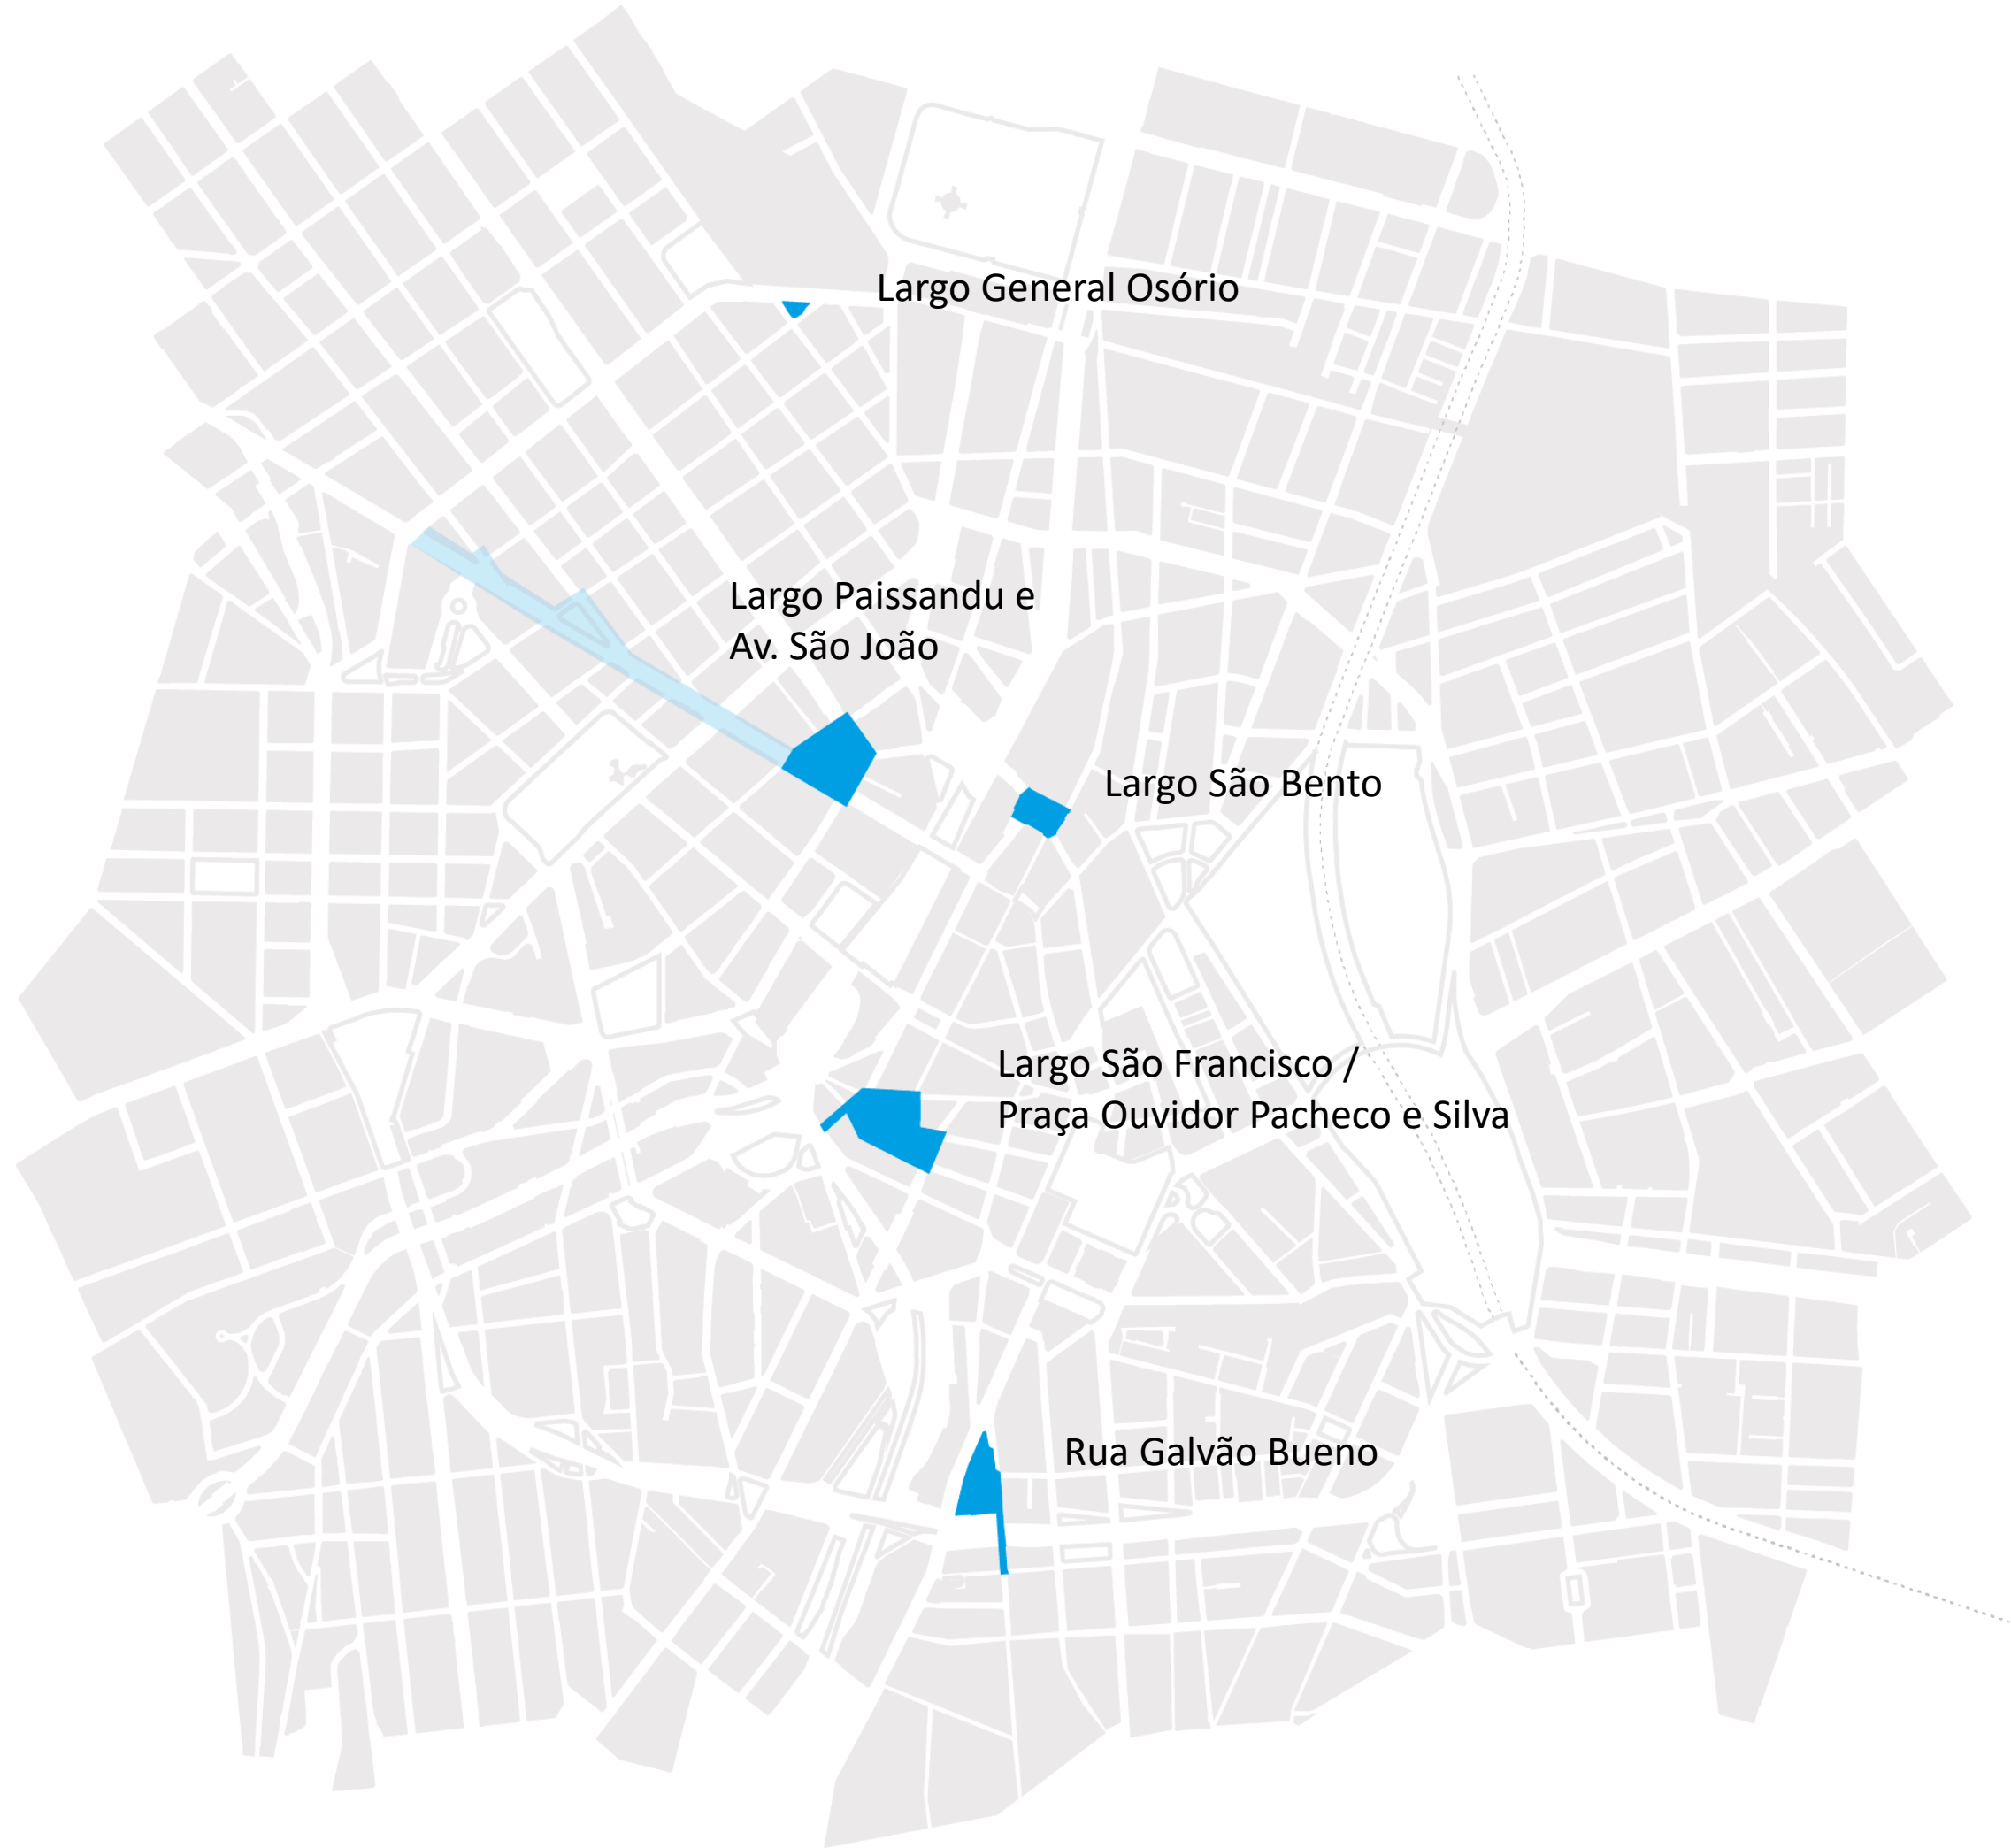 Largo General Osório
Largo Paissandu e
Av. São João
Largo São Bento
Largo São Francisco /
Praça Ouvidor Pacheco e Silva
Rua Galvão Bueno